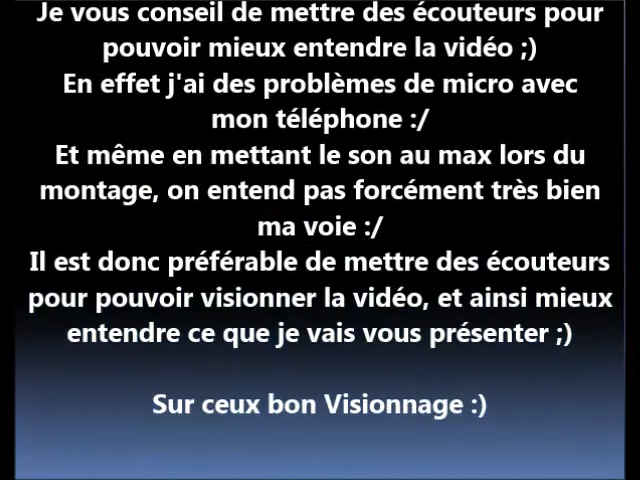 Je vous conseil de mettre des écouteurs pour
pouvoir mieux entendre la vidéo ;)
En effet j'ai des problèmes de micro avec
mon téléphone :/
Et même en mettant le son au max lors du
montage, on entend pas forcément très bien
ma voie :/
Il est donc préférable de mettre des écouteurs
pour pouvoir visionner la vidéo, et ainsi mieux
entendre ce que je vais vous présenter ;)
Sur ceux bon Visionnage :)